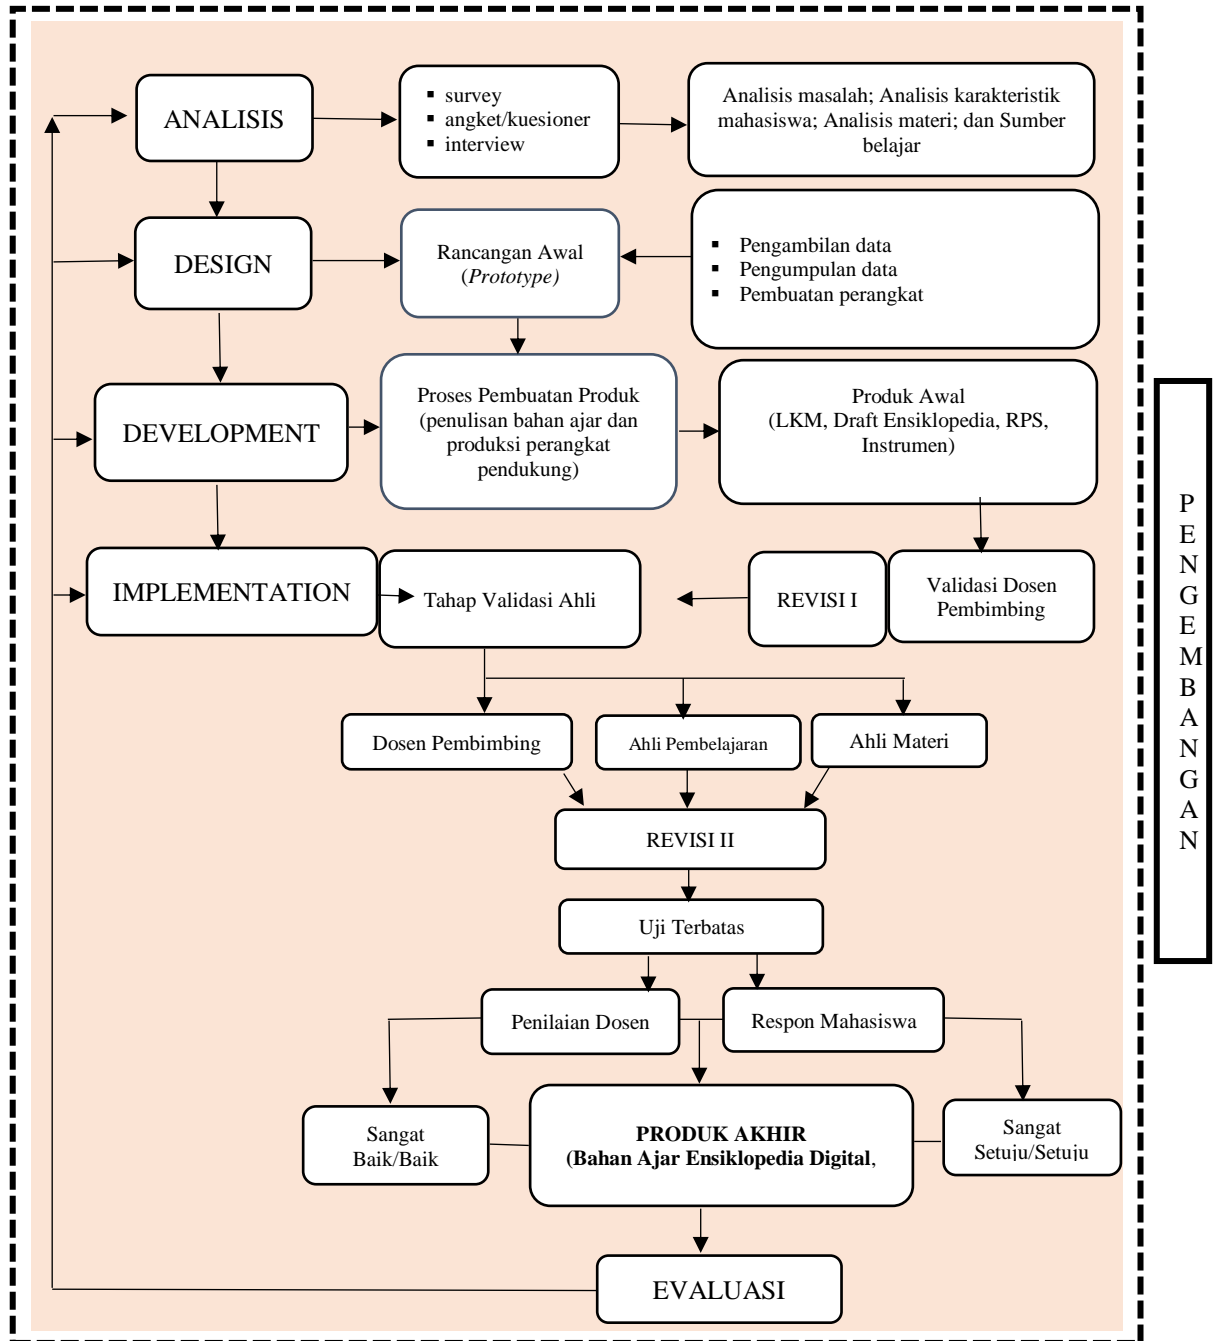 ANALISIS
▪ survey
▪ angket/kuesioner
▪ interview
Analisis masalah; Analisis karakteristik
mahasiswa; Analisis materi; dan Sumber
belajar
DESIGN
Rancangan Awal
(Prototype)
▪ Pengambilan data
▪ Pengumpulan data
▪ Pembuatan perangkat
DEVELOPMENT
Proses Pembuatan Produk
(penulisan bahan ajar dan
produksi perangkat
pendukung)
Produk Awal
(LKM, Draft Ensiklopedia, RPS,
Instrumen)
IMPLEMENTATION
Tahap Validasi Ahli
REVISI I
Validasi Dosen
Pembimbing
Dosen Pembimbing
Ahli Pembelajaran
Ahli Materi
REVISI II
Uji Terbatas
Penilaian Dosen
Respon Mahasiswa
Sangat
Baik/Baik
PRODUK AKHIR
(Bahan Ajar Ensiklopedia Digital,
Sangat
Setuju/Setuju
EVALUASI
P
E
N
G
E
M
B
A
N
G
A
N